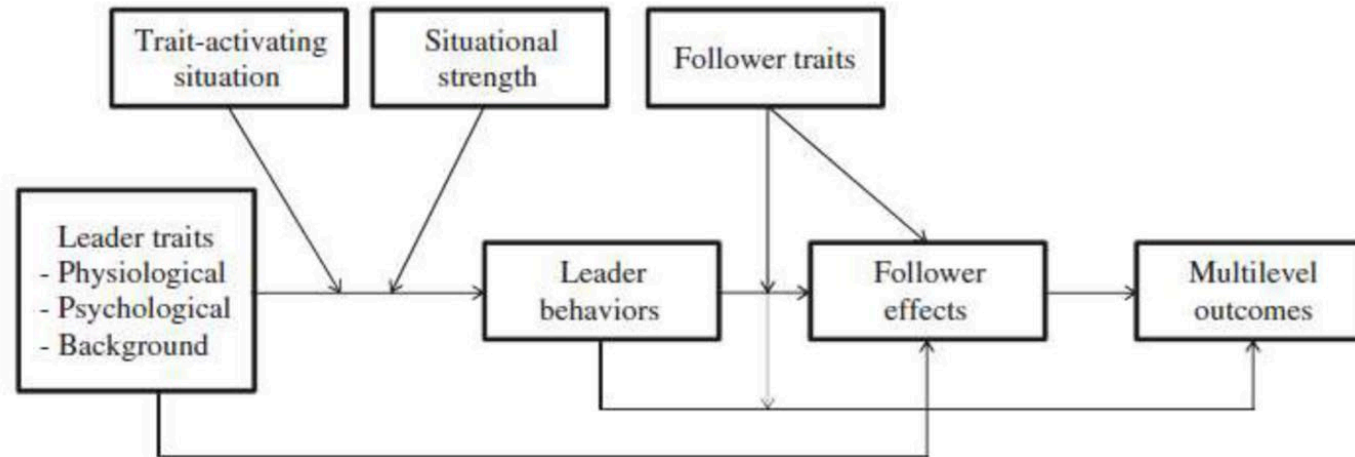 Trait-activating
situation
Situational
strength
Follower traits
Leader traits
- Physiological
- Psychological
- Background
Leader
behaviors
Follower
effects
Multilevel
outcomes